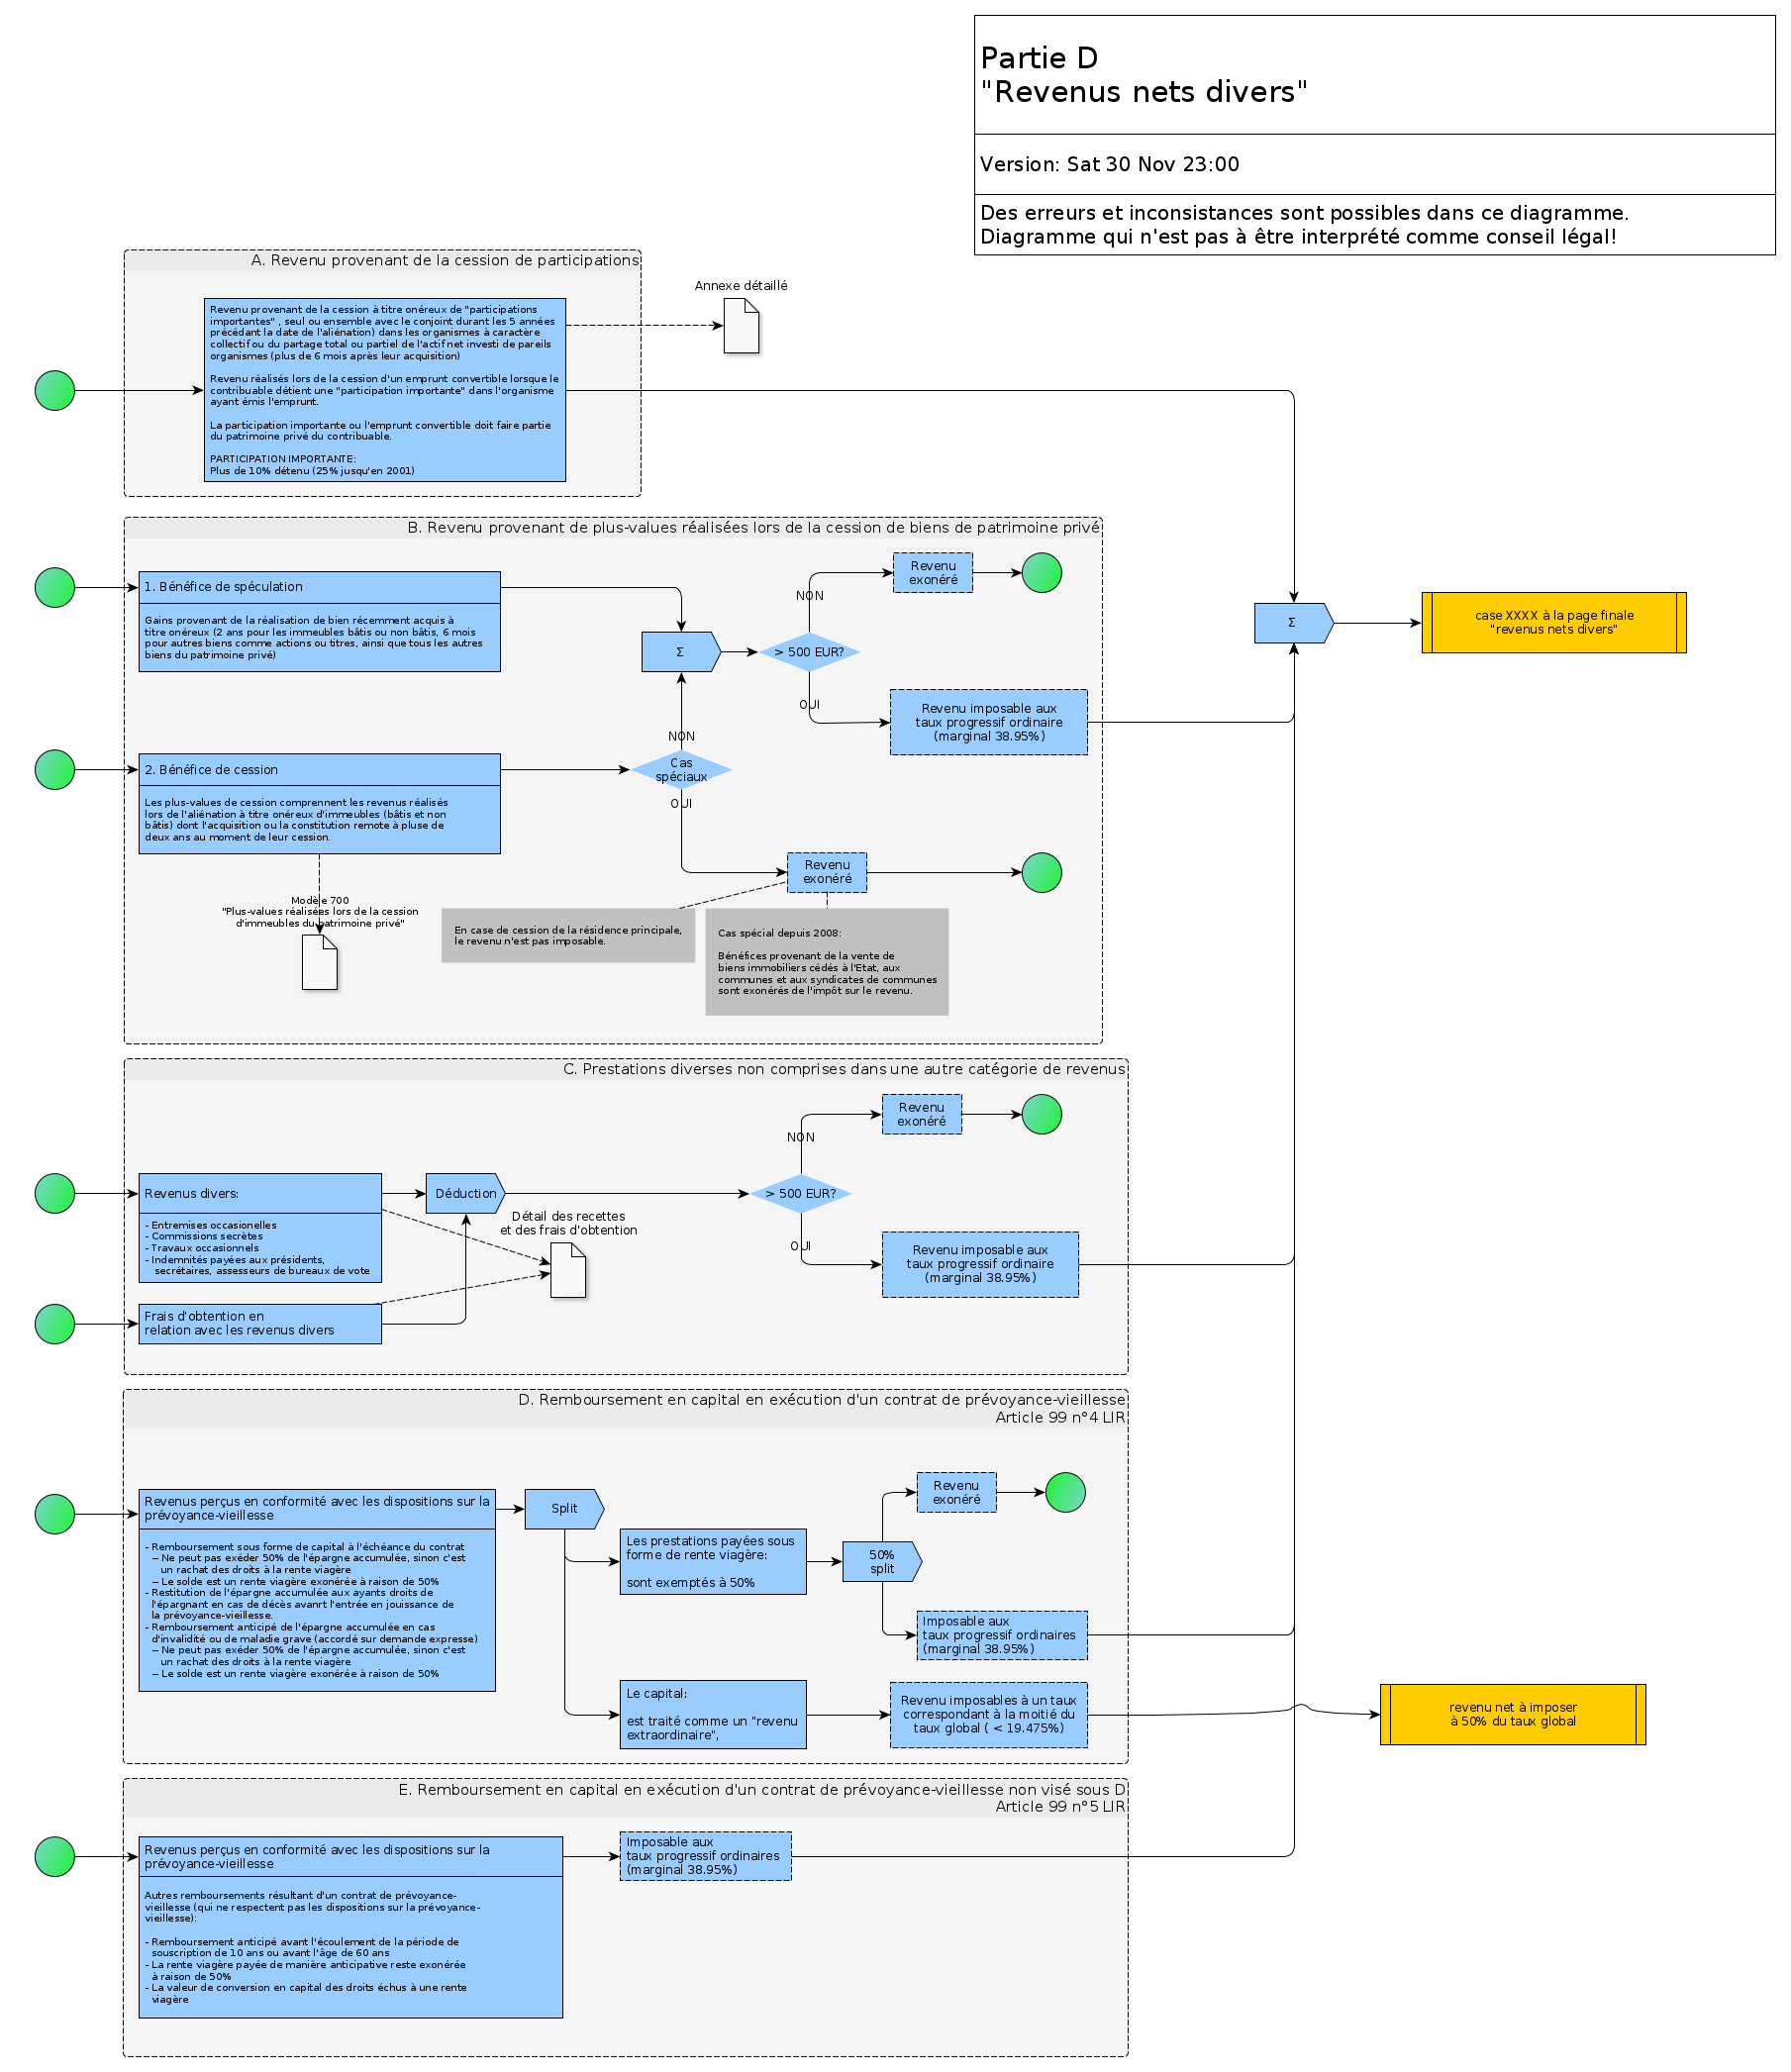 Partie D
"Revenus nets divers"
Version: Sat 30 Nov 23:00
Des erreurs et inconsistances sont possibles dans ce diagramme.
Diagramme qui n'est pas à être interprété comme conseil légal!
A. Revenu provenant de la cession de participations
Annexe détaillé
Revenu provenant de la cession à titre onéreux de "participations
importantes" , seul ou ensemble avec le conjoint durant les 5 années
précédant la date de l'aliénation) dans les organismes à caractère
collectif ou du partage total ou partiel de l'actif net investi de pareils
organismes (plus de 6 mois après leur acquisition)
Revenu réalisés lors de la cession d'un emprunt convertible lorsque le
contribuable détient une "participation importante" dans l'organisme
ayant émis l'emprunt.
La participation importante ou l'emprunt convertible doit faire partie
du patrimoine privé du contribuable.
PARTICIPATION IMPORTANTE:
Plus de 10% détenu (25% jusqu'en 2001)
B. Revenu provenant de plus-values réalisées lors de la cession de biens de patrimoine privé
1. Bénéfice de spéculation
Gains provenant de la réalisation de bien récemment acquis à
titre onéreux (2 ans pour les immeubles bâtis ou non bâtis, 6 mois
pour autres biens comme actions ou titres, ainsi que tous les autres
biens du patrimoine privé)
Σ
> 500 EUR?
NON
Revenu
exonéré
OUI
Revenu imposable aux
taux progressif ordinaire
(marginal 38.95%)
Σ
case XXXX à la page finale
"revenus nets divers"
2. Bénéfice de cession
Les plus-values de cession comprennent les revenus réalisés
lors de l'aliénation à titre onéreux d'immeubles (bâtis et non
bâtis) dont l'acquisition ou la constitution remote à pluse de
deux ans au moment de leur cession.
NON
Cas
spéciaux
OUI
Revenu
exonéré
Modèle 700
"Plus-values réalisées lors de la cession
d'immeubles du patrimoine privé"
En case de cession de la résidence principale,
le revenu n'est pas imposable.
Cas spécial depuis 2008:
Bénéfices provenant de la vente de
biens immobiliers cédés à l'Etat, aux
communes et aux syndicates de communes
sont exonérés de l'impôt sur le revenu.
C. Prestations diverses non comprises dans une autre catégorie de revenus
Revenus divers:
- Entremises occasionelles
- Commissions secrètes
- Travaux occasionnels
- Indemnités payées aux présidents,
secrétaires, assesseurs de bureaux de vote
Déduction
Détail des recettes
et des frais d'obtention
> 500 EUR?
NON
Revenu
exonéré
OUI
Revenu imposable aux
taux progressif ordinaire
(marginal 38.95%)
Frais d'obtention en
relation avec les revenus divers
D. Remboursement en capital en exécution d'un contrat de prévoyance-vieillesse
Article 99 n°4 LIR
Revenus perçus en conformité avec les dispositions sur la
prévoyance-vieillesse
- Remboursement sous forme de capital à l'échéance du contrat
-- Ne peut pas exéder 50% de l'épargne accumulée, sinon c'est
un rachat des droits à la rente viagère
-- Le solde est un rente viagère exonérée à raison de 50%
- Restitution de l'épargne accumulée aux ayants droits de
l'épargnant en cas de décès avanrt l'entrée en jouissance de
la prévoyance-vieillesse.
- Remboursement anticipé de l'épargne accumulée en cas
d'invalidité ou de maladie grave (accordé sur demande expresse)
-- Ne peut pas exéder 50% de l'épargne accumulée, sinon c'est
un rachat des droits à la rente viagère
-- Le solde est un rente viagère exonérée à raison de 50%
Split
Les prestations payées sous
forme de rente viagère:
sont exemptés à 50%
50%
split
Revenu
exonéré
Imposable aux
taux progressif ordinaires
(marginal 38.95%)
Le capital:
est traité comme un "revenu
extraordinaire",
Revenu imposables à un taux
correspondant à la moitié du
taux global ( < 19.475%)
revenu net à imposer
à 50% du taux global
E. Remboursement en capital en exécution d'un contrat de prévoyance-vieillesse non visé sous D
Article 99 n°5 LIR
Revenus perçus en conformité avec les dispositions sur la
prévoyance-vieillesse
Autres remboursements résultant d'un contrat de prévoyance-
vieillesse (qui ne respectent pas les dispositions sur la prévoyance-
vieillesse):
- Remboursement anticipé avant l'écoulement de la période de
souscription de 10 ans ou avant l'âge de 60 ans
- La rente viagère payée de manière anticipative reste exonérée
à raison de 50%
- La valeur de conversion en capital des droits échus à une rente
viagère
Imposable aux
taux progressif ordinaires
(marginal 38.95%)